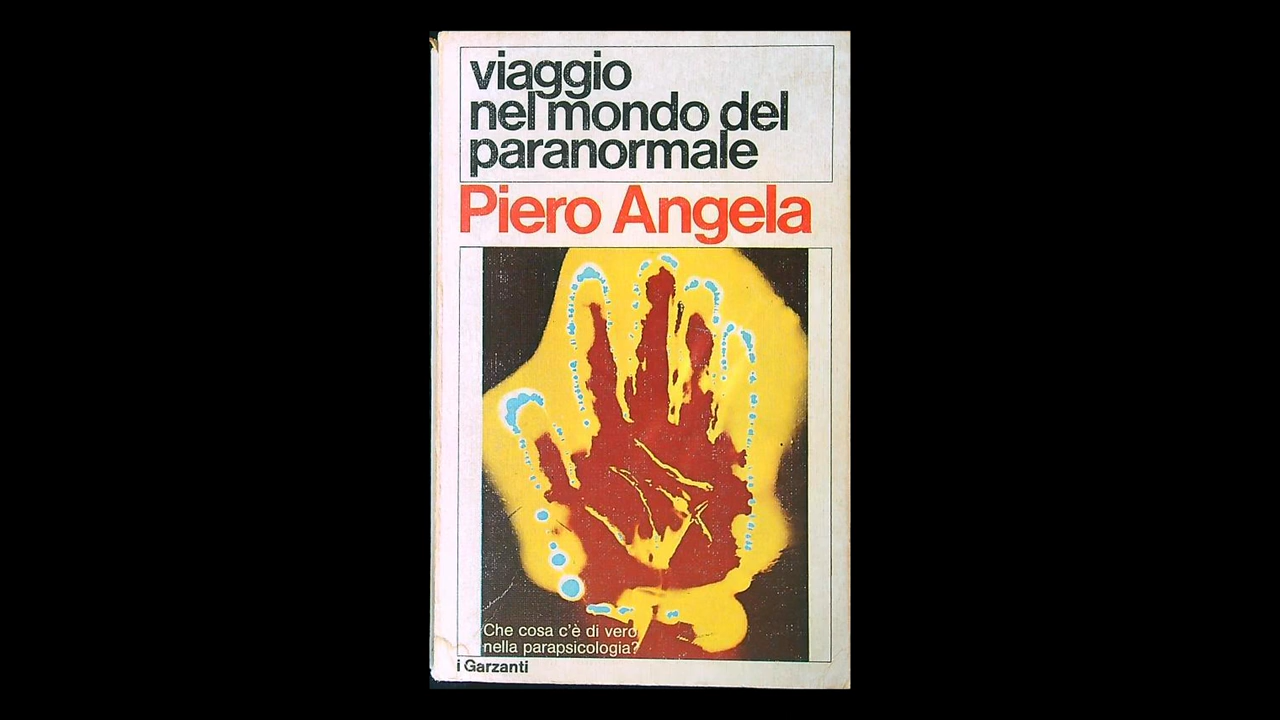 viaggio
nel mondo del
paranormale
Piero Angela
Che cosa c'è di vero
nella parapsicologia?
i Garzanti